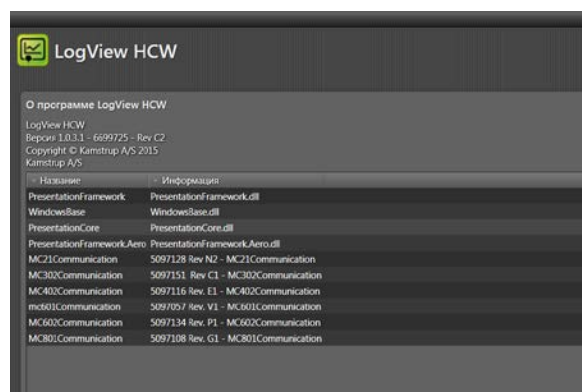 LogView HCW
О программе LogView HCW
LogView HCW
Версия 1.0.3.1 - 6699725 - Rev C2
Copyright © Kamstrup A/S 2015
Kamstrup A/S
Название Информация
PresentationFramework PresentationFramework.dll
WindowsBase WindowsBase.dll
PresentationCore PresentationCore.dll
PresentationFramework.Aero PresentationFramework.Aero.dll
MC21Communication 5097128 Rev N2 - MC21Communication
MC302Communication 5097151 Rev C1 - MC302Communication
MC402Communication 5097116 Rev. E1 - MC402Communication
mc601Communication 5097057 Rev. V1 - MC601Communication
MC602Communication 5097134 Rev. P1 - MC602Communication
MC801Communication 5097108 Rev. G1 - MC801Communication